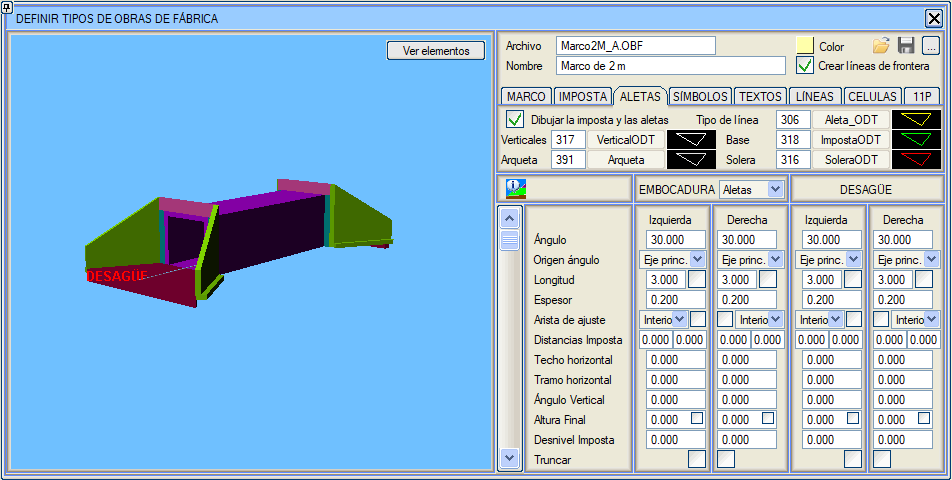 DEFINIR TIPOS DE OBRAS DE FÁBRICA
Ver elementos
DESAGUE
Archivo Marco2M_A.OBF Color ...
Nombre Marco de 2 m Crear líneas de frontera
MARCO IMPOSTA ALETAS SÍMBOLOS TEXTOS LÍNEAS CELULAS 11P
Dibujar la imposta y las aletas Tipo de línea 306 Aleta_ODT
Verticales 317 VerticalODT Base 318 ImpostaODT
Arqueta 391 Arqueta Solera 316 SoleraODT
EMBOCADURA Aletas DESAGÜE
Izquierda Derecha Izquierda Derecha
Ángulo 30.000 30.000 30.000 30.000
Origen ángulo Eje princ. Eje princ. Eje princ. Eje princ.
Longitud 3.000 3.000 3.000 3.000
Espesor 0.200 0.200 0.200 0.200
Arista de ajuste Interio Interio Interio Interio
Distancias Imposta 0.000 0.000 0.000 0.000 0.000 0.000 0.000 0.000
Techo horizontal 0.000 0.000 0.000 0.000
Tramo horizontal 0.000 0.000 0.000 0.000
Ángulo Vertical 0.000 0.000 0.000 0.000
Altura Final 0.000 0.000 0.000 0.000
Desnivel Imposta 0.000 0.000 0.000 0.000
Truncar